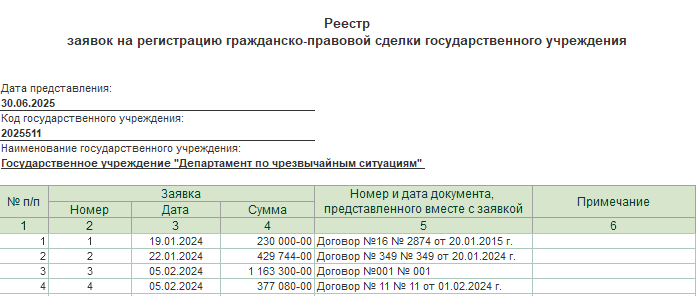 Реестр
заявок на регистрацию гражданско-правовой сделки государственного учреждения
Дата представления:
30.06.2025
Код государственного учреждения:
2025511
Наименование государственного учреждения:
Государственное учреждение "Департамент по чрезвычайным ситуациям"
№ п/п Заявка Номер и дата документа, представленного вместе с заявкой Примечание
Номер Дата Сумма
1 2 3 4 5 6
1 1 19.01.2024 230 000-00 Договор №16 № 2874 от 20.01.2015 г.
2 2 22.01.2024 429 744-00 Договор № 349 № 349 от 20.01.2024 г.
3 3 05.02.2024 1 163 300-00 Договор №001 № 001
4 4 05.02.2024 377 080-00 Договор № 11 № 11 от 01.02.2024 г.